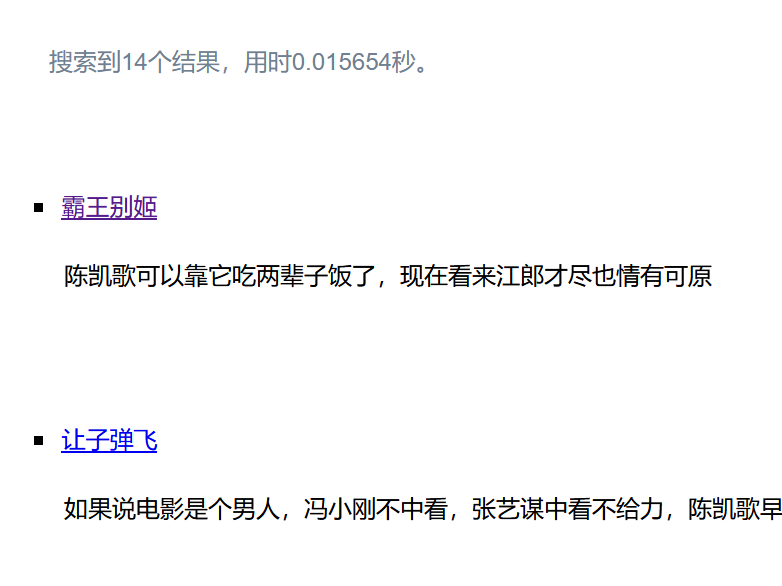 搜索到14个结果，用时0.015654秒。
霸王别姬
陈凯歌可以靠它吃两辈子饭了，现在看来江郎才尽也情有可原
让子弹飞
如果说电影是个男人，冯小刚不中看，张艺谋中看不给力，陈凯歌早